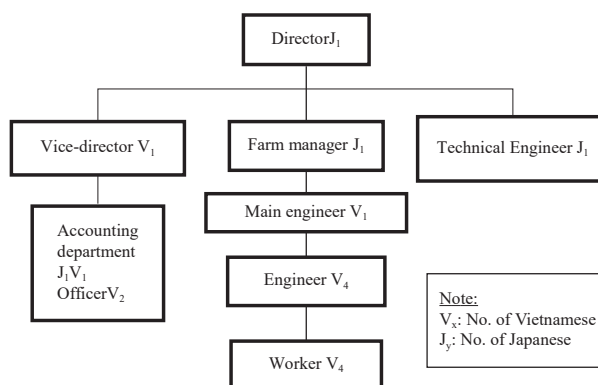 DirectorJ₁
Vice-director V₁
Farm manager J₁
Technical Engineer J₁
Main engineer V₁
Accounting
department
J₁V₁
OfficerV₂
Engineer V₄
Worker V₄
Note:
Vₓ: No. of Vietnamese
Jᵧ: No. of Japanese